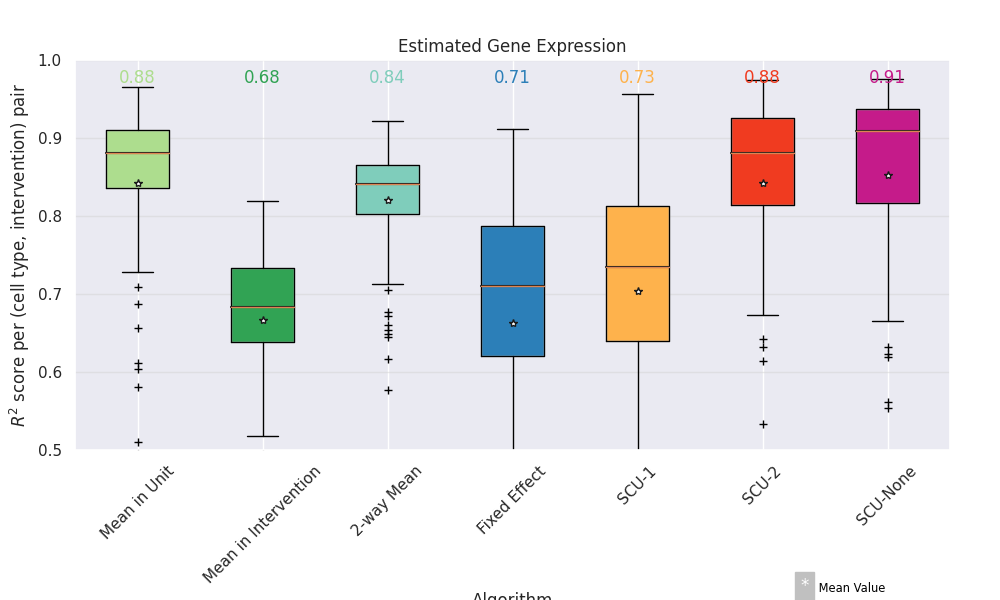 Estimated Gene Expression
R² score per (cell type, intervention) pair
1.0
0.9
0.8
0.7
0.6
0.5
0.88 0.68 0.84 0.71 0.73 0.88 0.91
Mean in Unit
Mean in Intervention
2-way Mean
Fixed Effect
SCU-1
SCU-2
SCU-None
Algorithm
* Mean Value